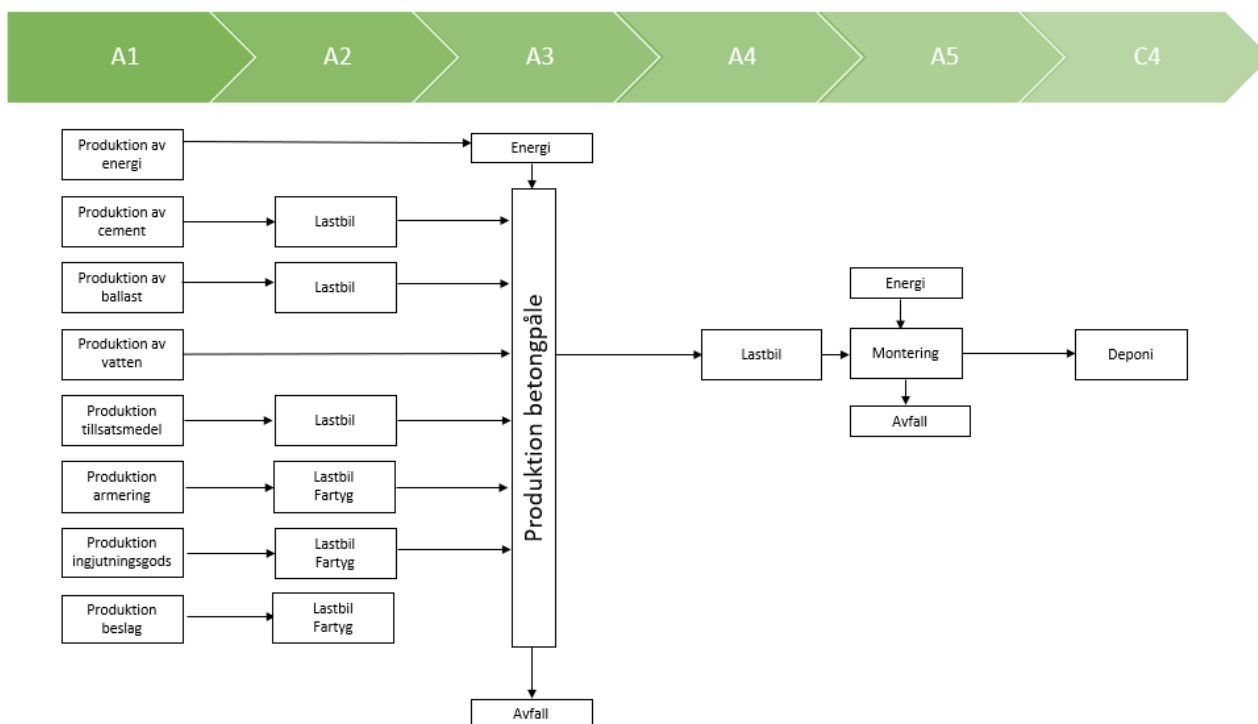 A1
A2
A3
A4
A5
C4
Produktion av
energi
Energi
Produktion av
cement
Lastbil
Produktion av
ballast
Lastbil
Energi
Produktion av
vatten
Produktion betongpåle
Lastbil
Montering
Deponi
Produktion
tillsatsmedel
Lastbil
Avfall
Produktion
armering
Lastbil
Fartyg
Produktion
ingjutningsgods
Lastbil
Fartyg
Produktion
beslag
Lastbil
Fartyg
Avfall